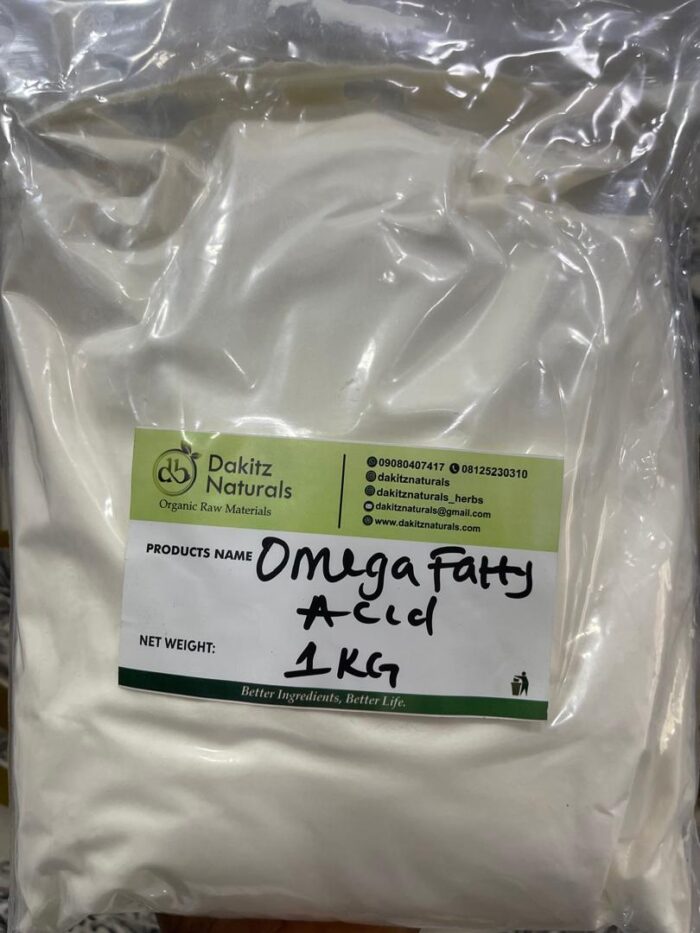 Dakitz
Naturals
Organic Raw Materials
09080407417 08125230310
dakitznaturals
dakitznaturals_herbs
dakitznaturals@gmail.com
www.dakitznaturals.com
PRODUCTS NAME Omega Fatty
Acid
NET WEIGHT: 1KG
Better Ingredients, Better Life.